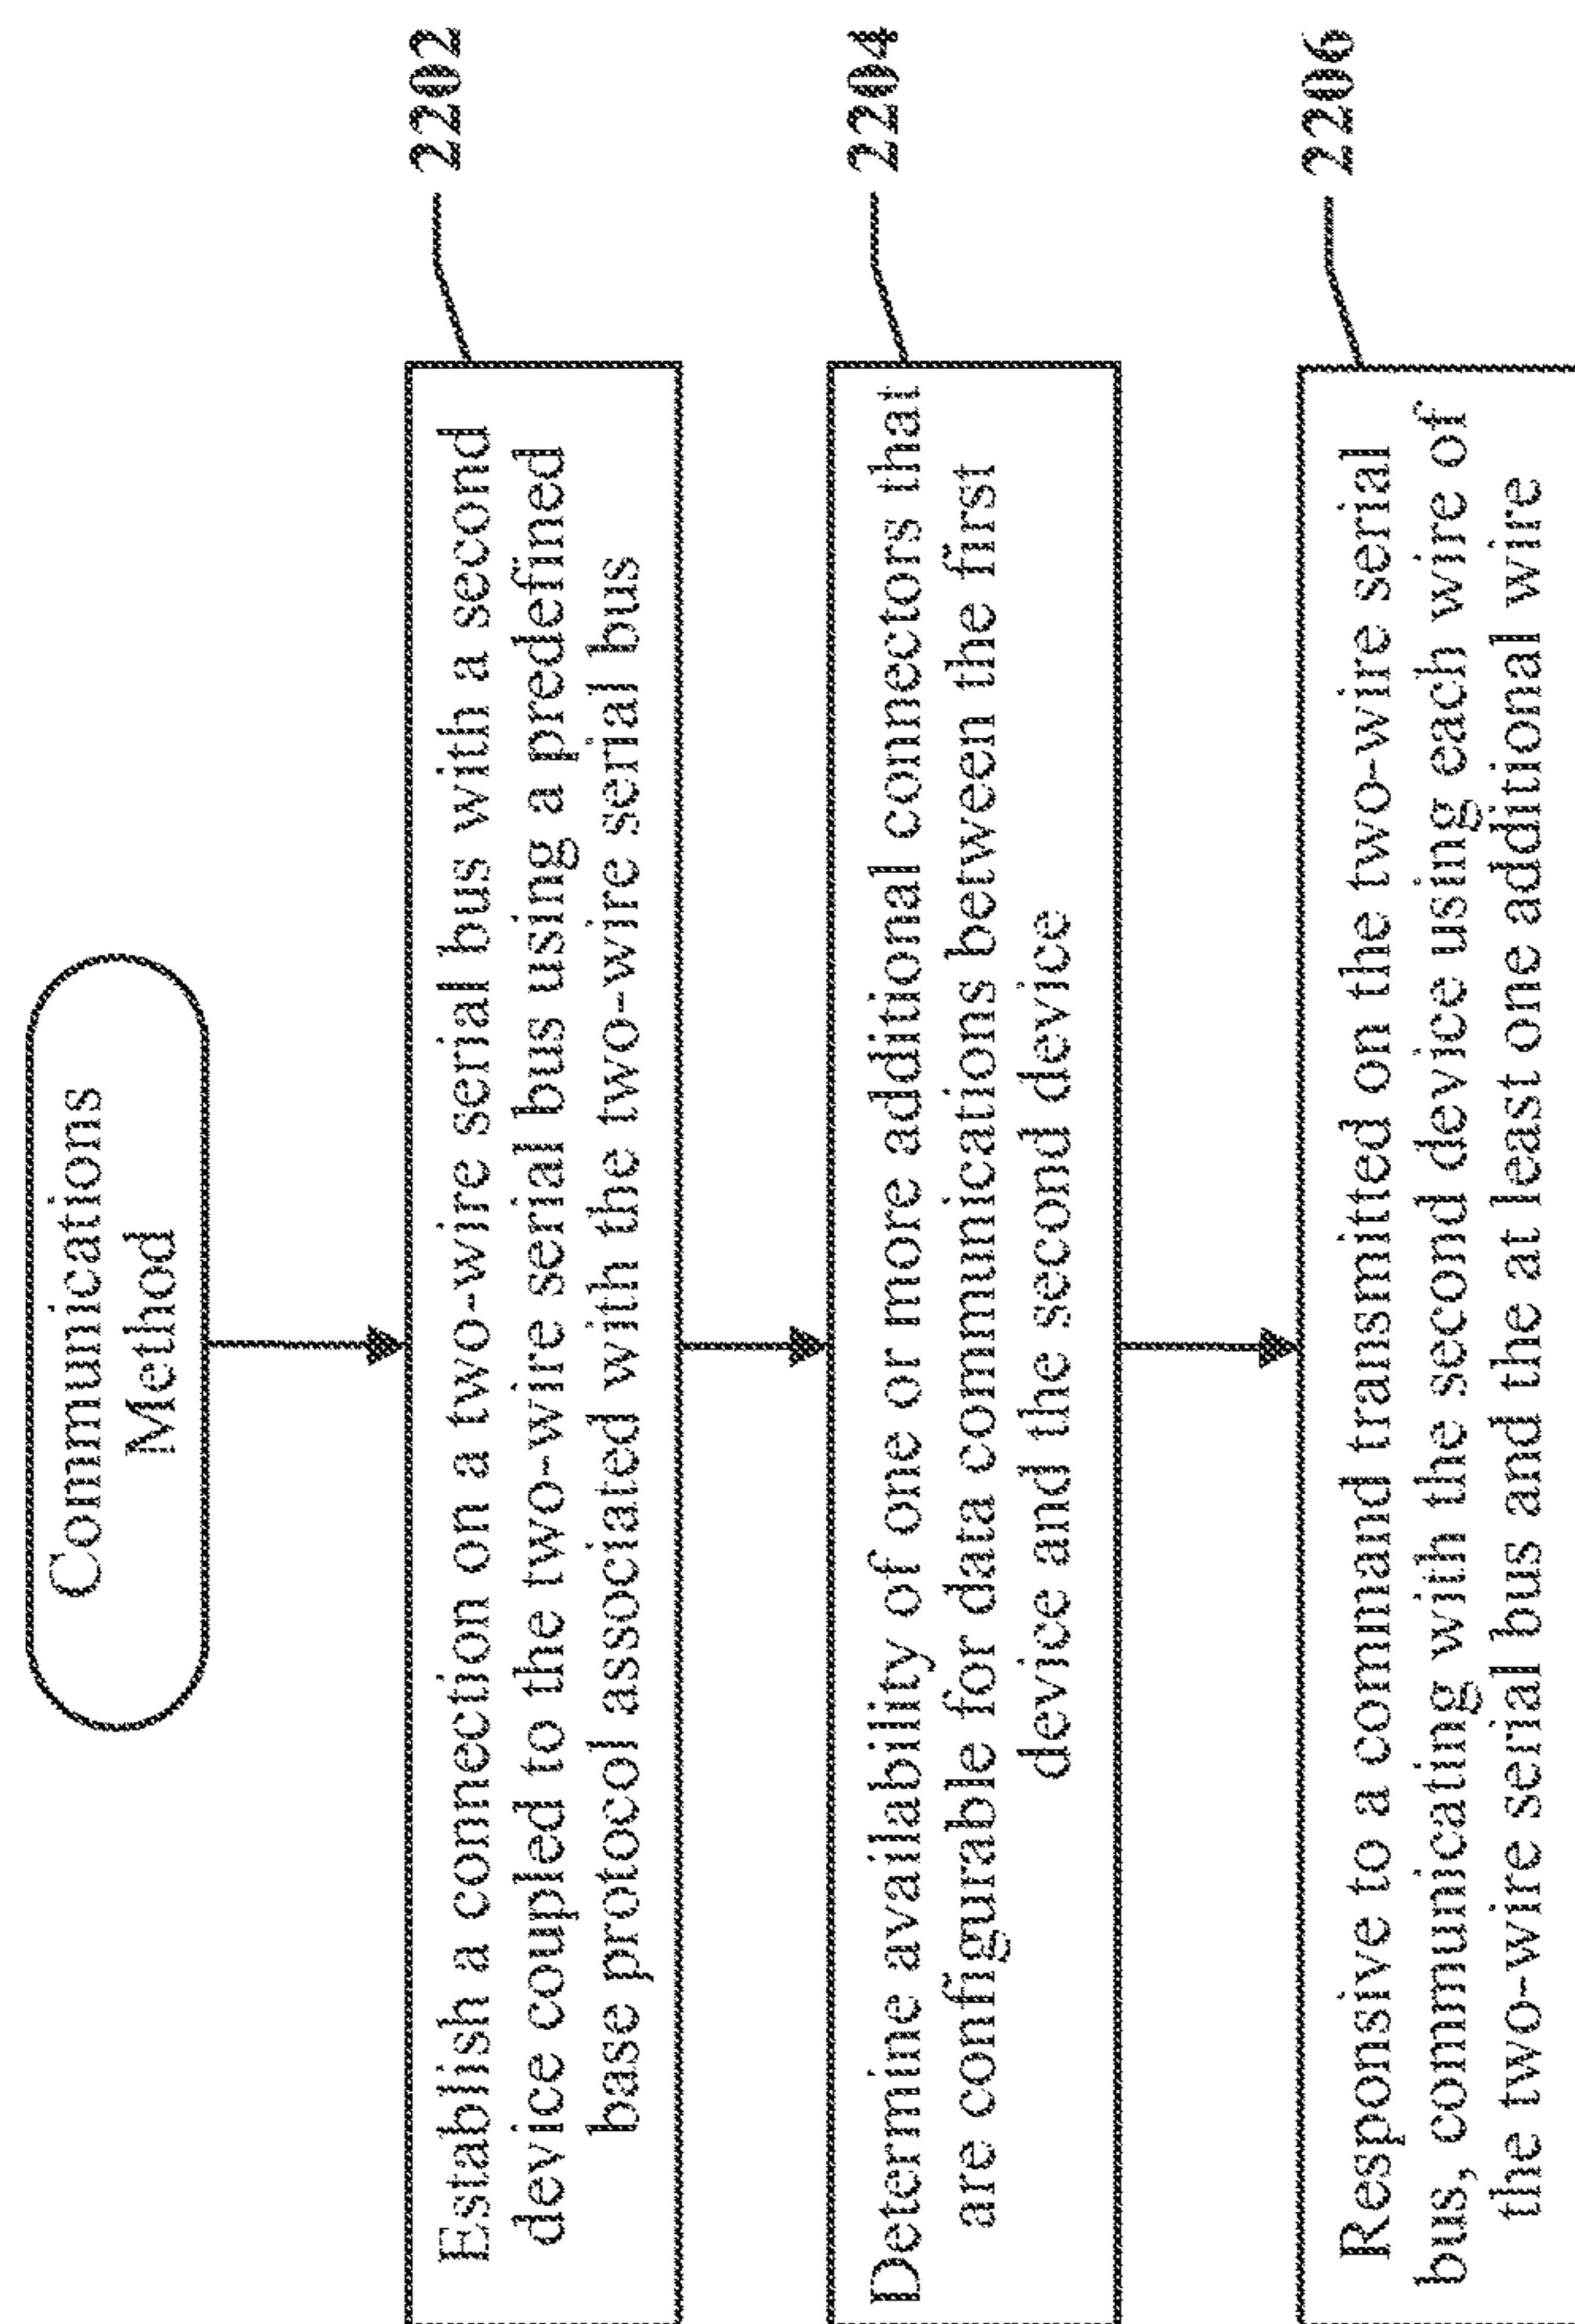 Communications
Method
2202
Establish a connection on a two-wire serial bus with a second
device coupled to the two-wire serial bus using a predefined
base protocol associated with the two-wire serial bus
2204
Determine availability of one or more additional connectors that
are configurable for data communications between the first
device and the second device
2206
Responsive to a command transmitted on the two-wire serial
bus, communicating with the second device using each wire of
the two-wire serial bus and the at least one additional wire